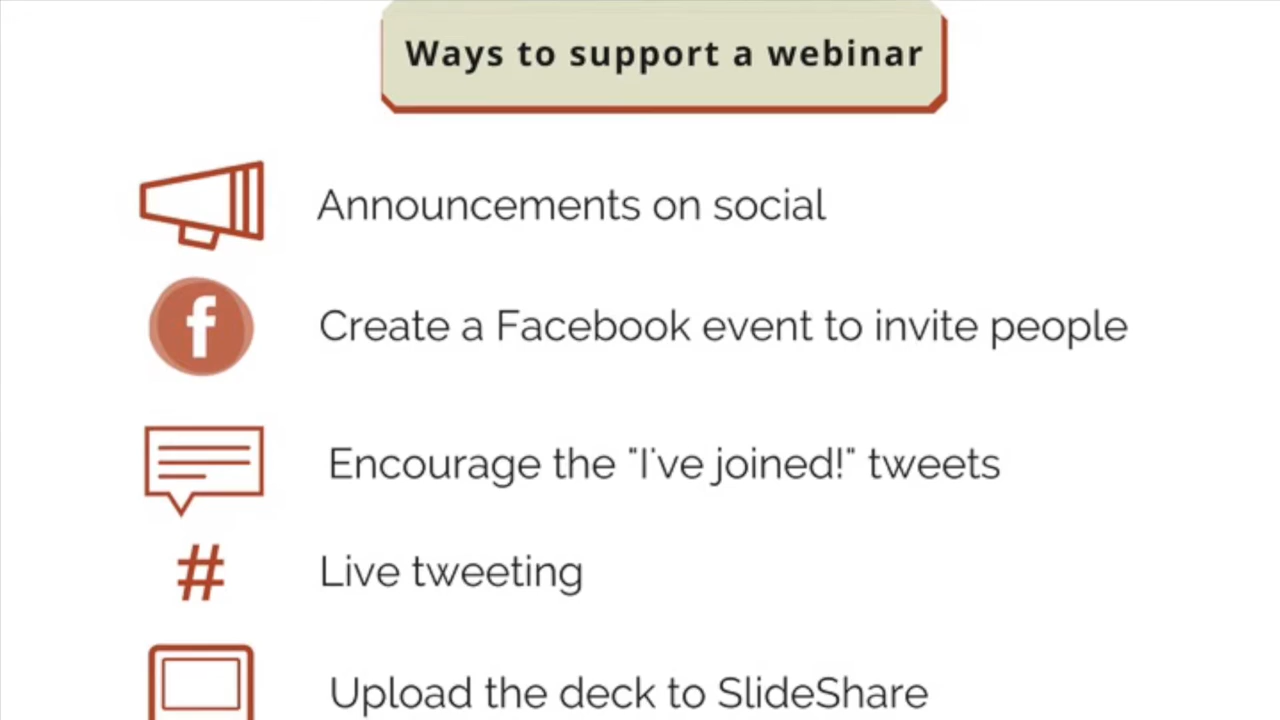 Ways to support a webinar
Announcements on social
f
Create a Facebook event to invite people
Encourage the "I've joined!" tweets
#
Live tweeting
Upload the deck to SlideShare